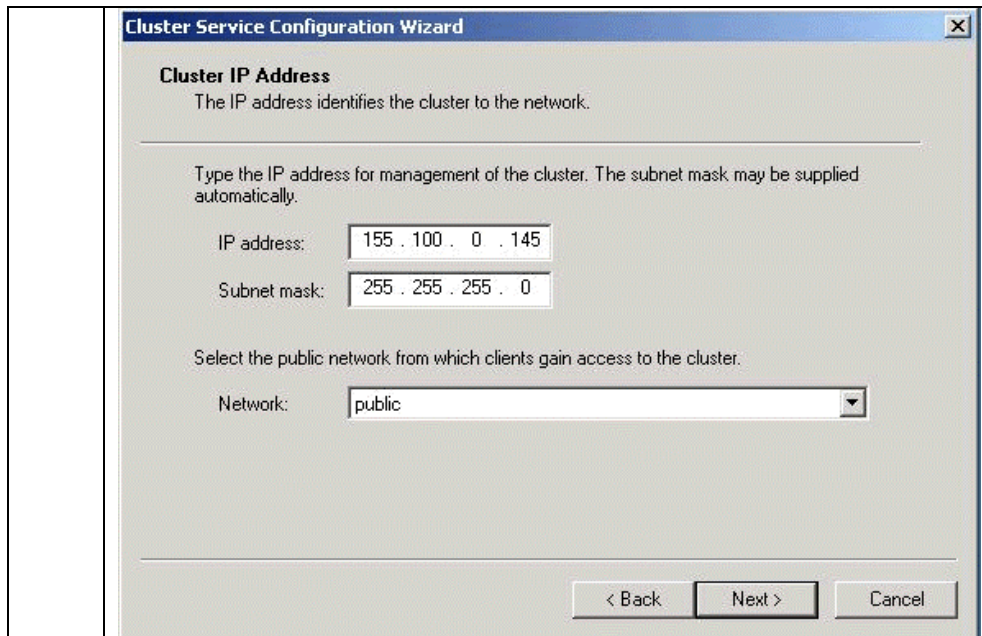 Cluster Service Configuration Wizard
Cluster IP Address
The IP address identifies the cluster to the network.
Type the IP address for management of the cluster. The subnet mask may be supplied
automatically.
IP address: 155 . 100 . 0 . 145
Subnet mask: 255 . 255 . 255 . 0
Select the public network from which clients gain access to the cluster.
Network: public
< Back Next > Cancel